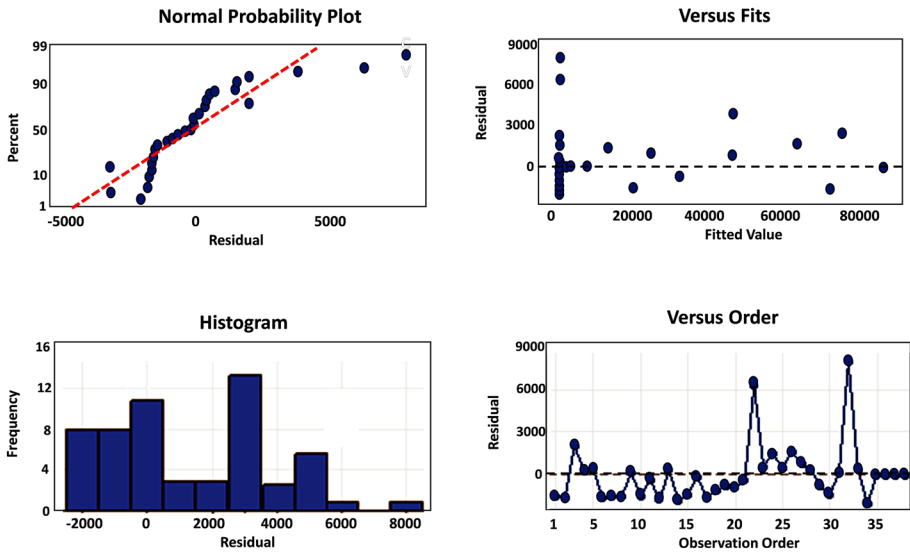 Normal Probability Plot
99
90
50
10
1
Percent
-5000 0 5000
Residual
Versus Fits
9000
6000
3000
0
Residual
0 20000 40000 60000 80000
Fitted Value
Histogram
16
12
8
4
0
Frequency
-2000 0 2000 4000 6000 8000
Residual
Versus Order
9000
6000
3000
0
Residual
1 5 10 15 20 25 30 35
Observation Order